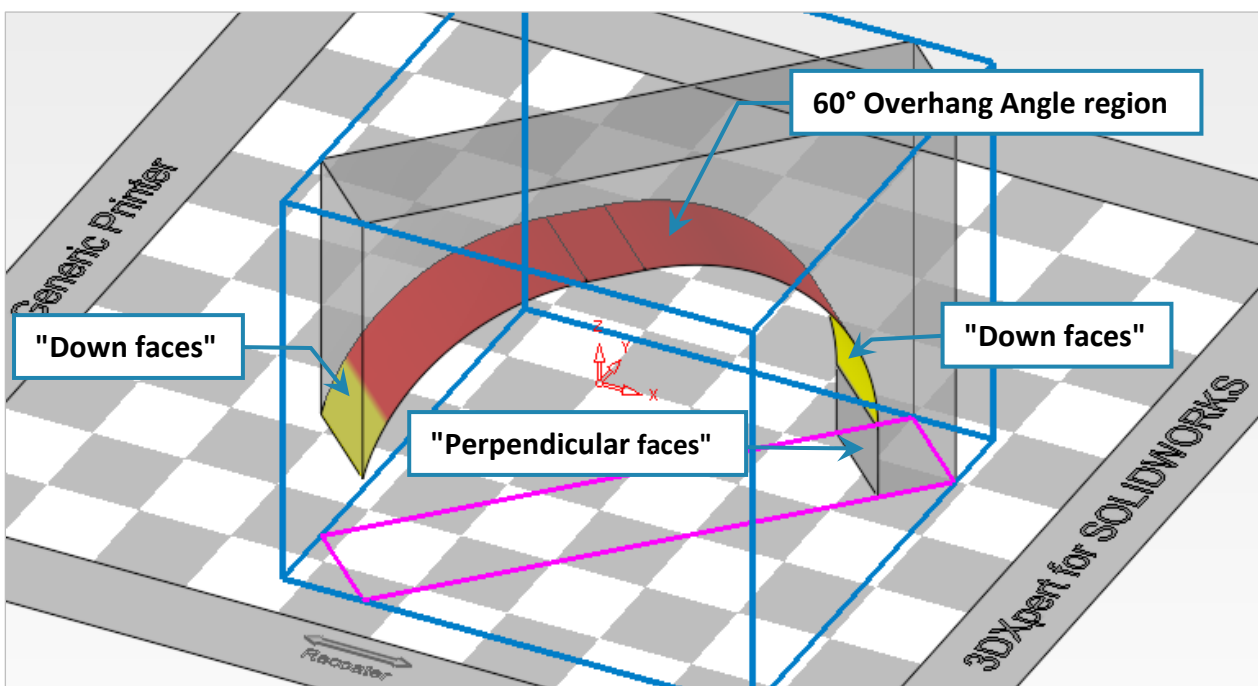 60° Overhang Angle region
Generic Printer
"Down faces"
"Down faces"
Z
Y
X
"Perpendicular faces"
3DXpert for SOLIDWORKS
Recoater